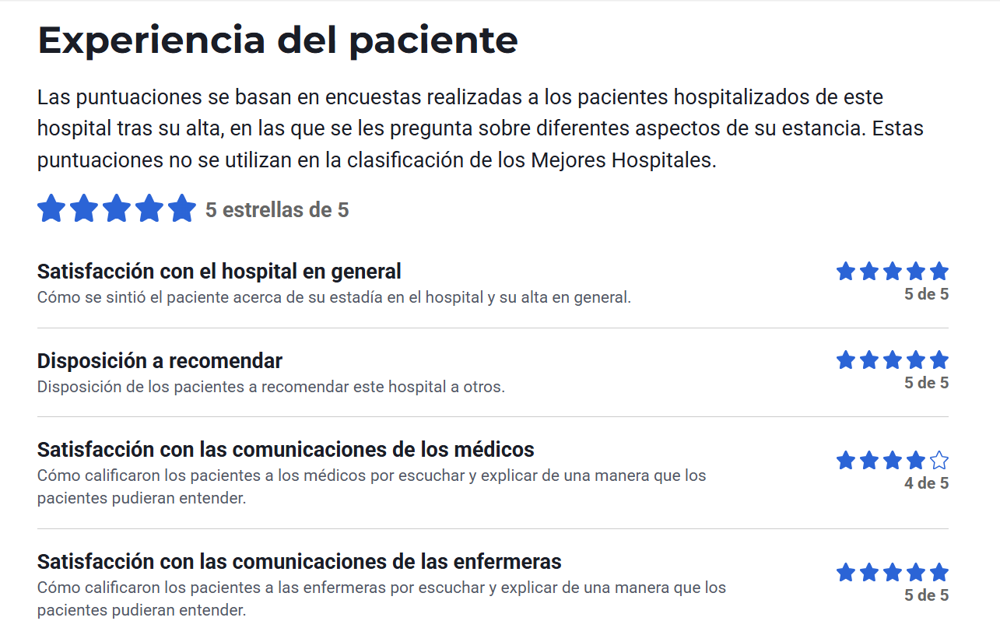 Experiencia del paciente
Las puntuaciones se basan en encuestas realizadas a los pacientes hospitalizados de este
hospital tras su alta, en las que se les pregunta sobre diferentes aspectos de su estancia. Estas
puntuaciones no se utilizan en la clasificación de los Mejores Hospitales.
5 estrellas de 5
Satisfacción con el hospital en general
Cómo se sintió el paciente acerca de su estadía en el hospital y su alta en general.
5 de 5
Disposición a recomendar
Disposición de los pacientes a recomendar este hospital a otros.
5 de 5
Satisfacción con las comunicaciones de los médicos
Cómo calificaron los pacientes a los médicos por escuchar y explicar de una manera que los
pacientes pudieran entender.
4 de 5
Satisfacción con las comunicaciones de las enfermeras
Cómo calificaron los pacientes a las enfermeras por escuchar y explicar de una manera que los
pacientes pudieran entender.
5 de 5